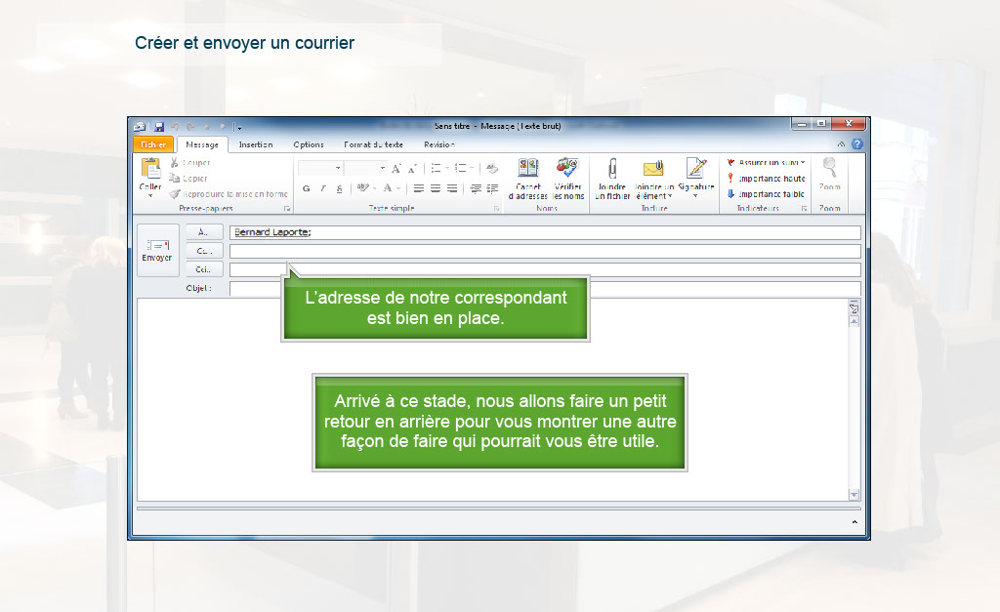 Créer et envoyer un courrier
Sans titre - Message (Texte brut)
Fichier Message Insertion Options Format du texte Révision
Coller
Couper
Copier
Reproduire la mise en forme
Presse-papiers
G I S
Texte simple
Carnet d'adresses
Vérifier les noms
Noms
Joindre un fichier
Joindre un élément
Signature
Inclure
Assurer un suivi
Importance haute
Importance faible
Indicateurs
Zoom
Zoom
Envoyer
À...
Bernard Laporte;
Cc...
Cci...
Objet :
L'adresse de notre correspondant
est bien en place.
Arrivé à ce stade, nous allons faire un petit
retour en arrière pour vous montrer une autre
façon de faire qui pourrait vous être utile.